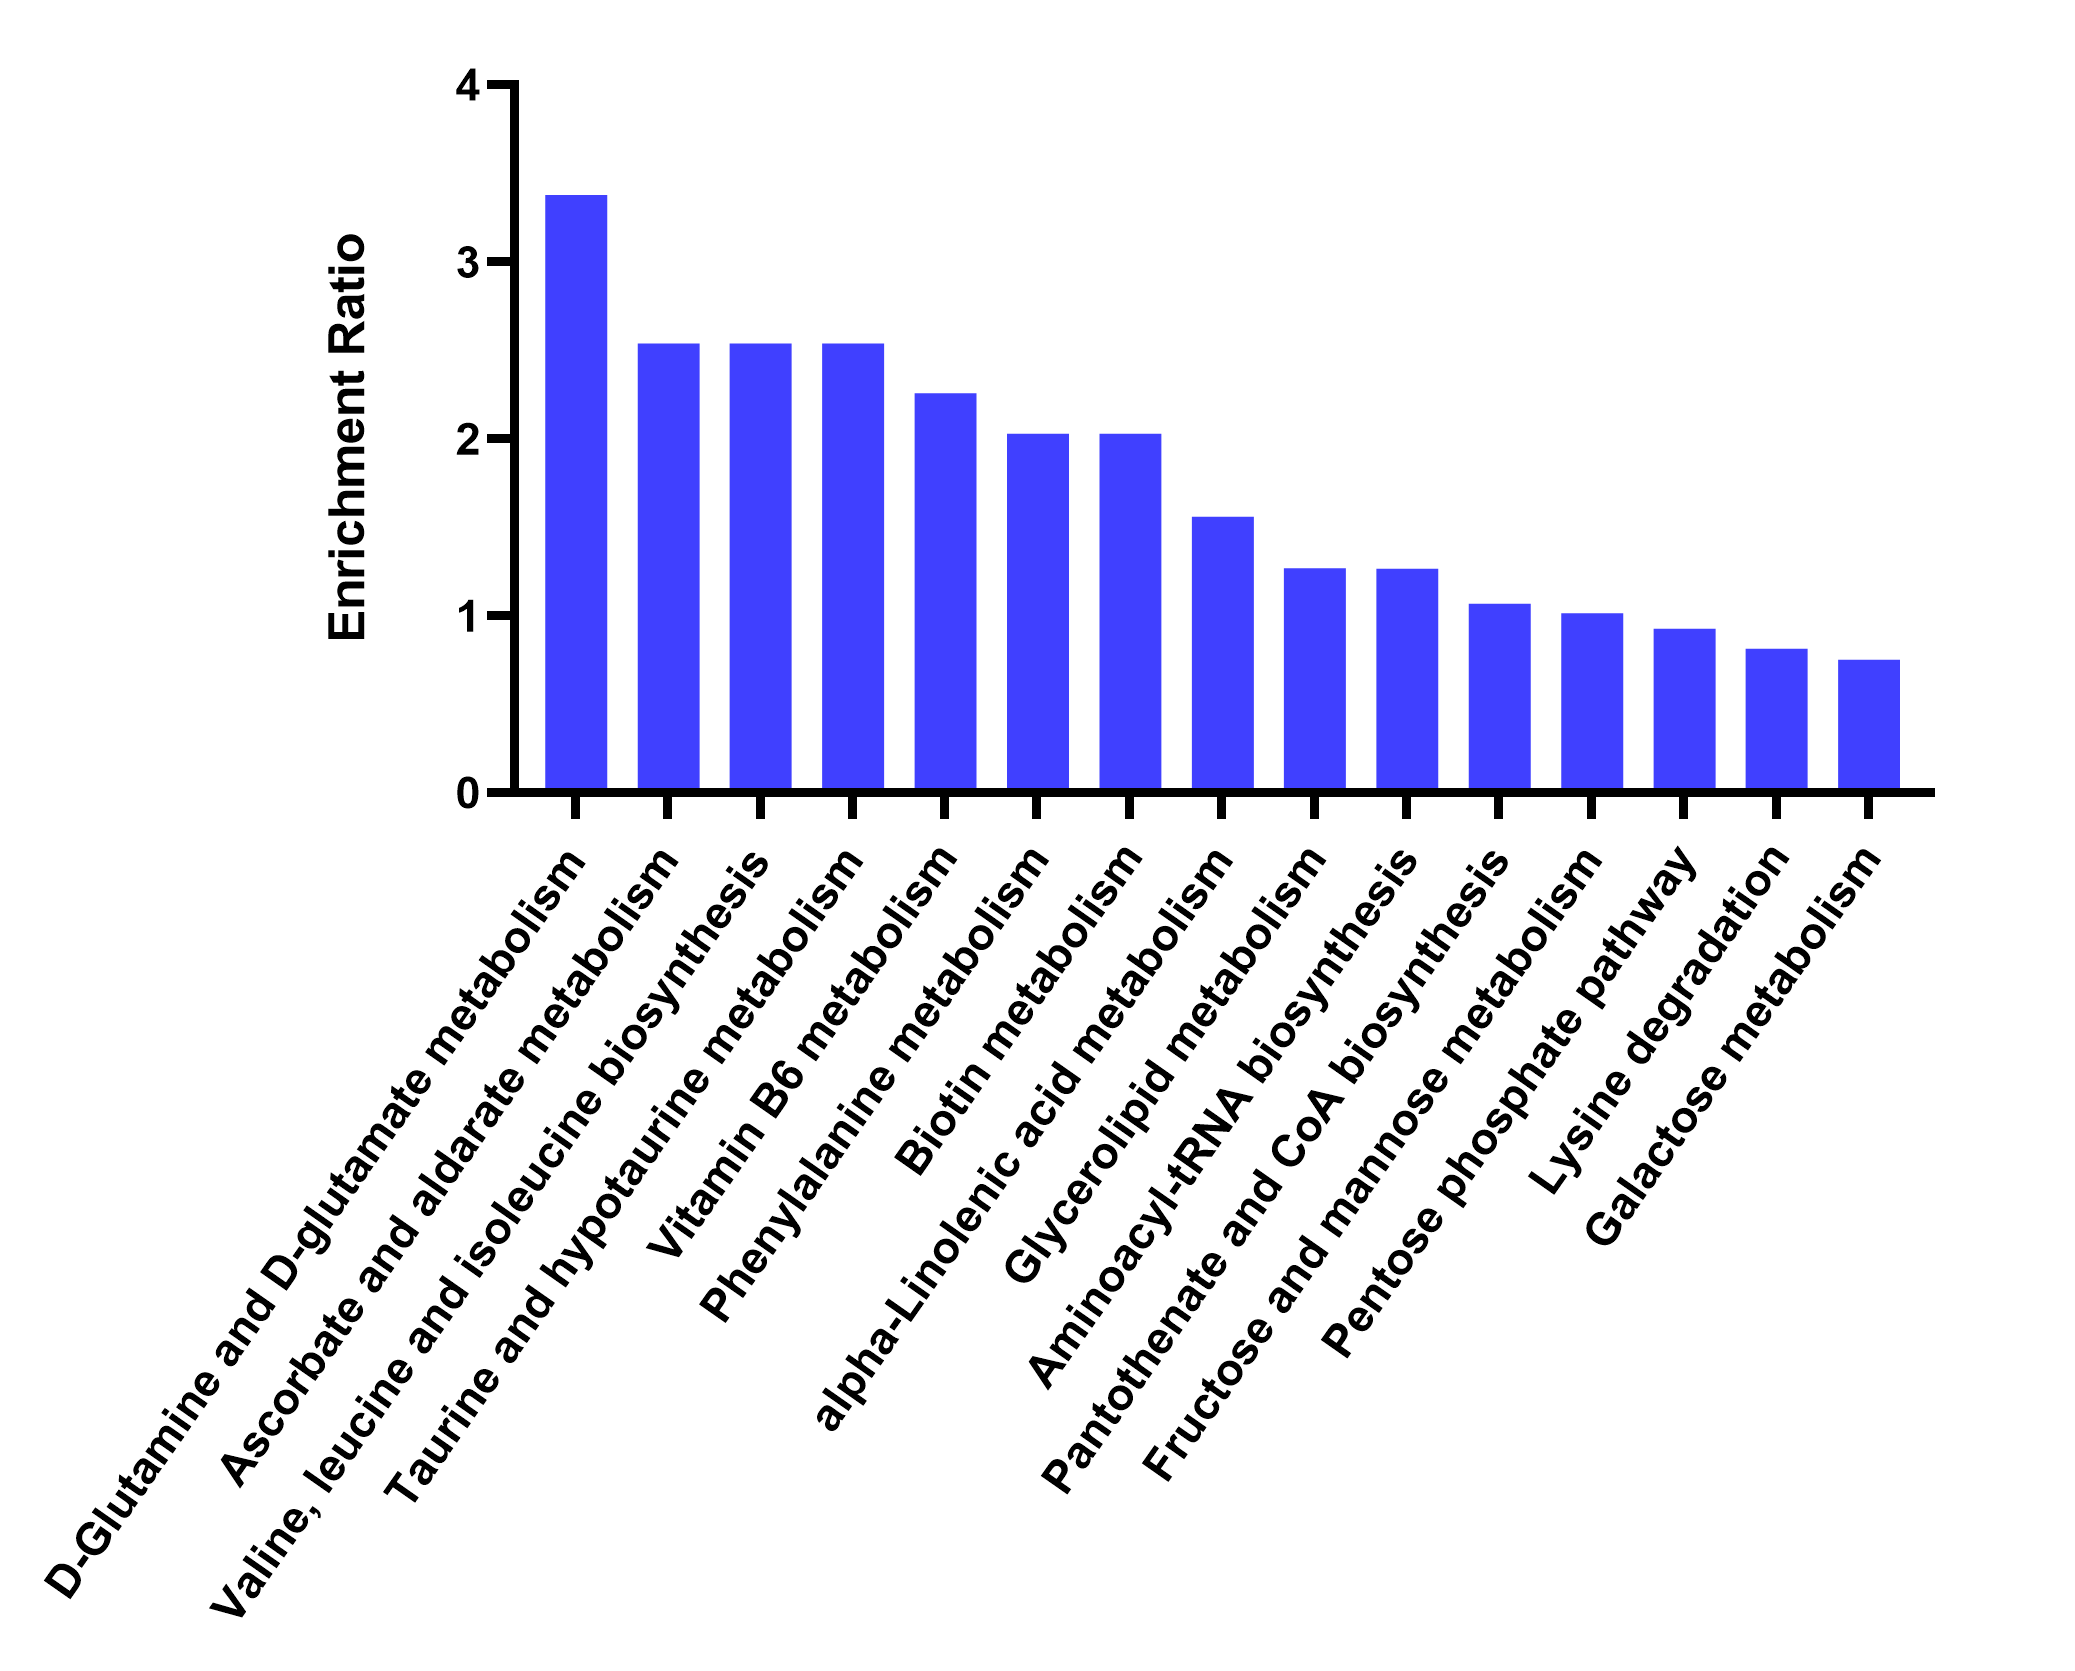 Enrichment Ratio
4
3
2
1
0
D-Glutamine and D-glutamate metabolism
Ascorbate and aldarate metabolism
Valine, leucine and isoleucine biosynthesis
Taurine and hypotaurine metabolism
Vitamin B6 metabolism
Phenylalanine metabolism
Biotin metabolism
alpha-Linolenic acid metabolism
Glycerolipid metabolism
Aminoacyl-tRNA biosynthesis
Pantothenate and CoA biosynthesis
Fructose and mannose metabolism
Pentose phosphate pathway
Lysine degradation
Galactose metabolism